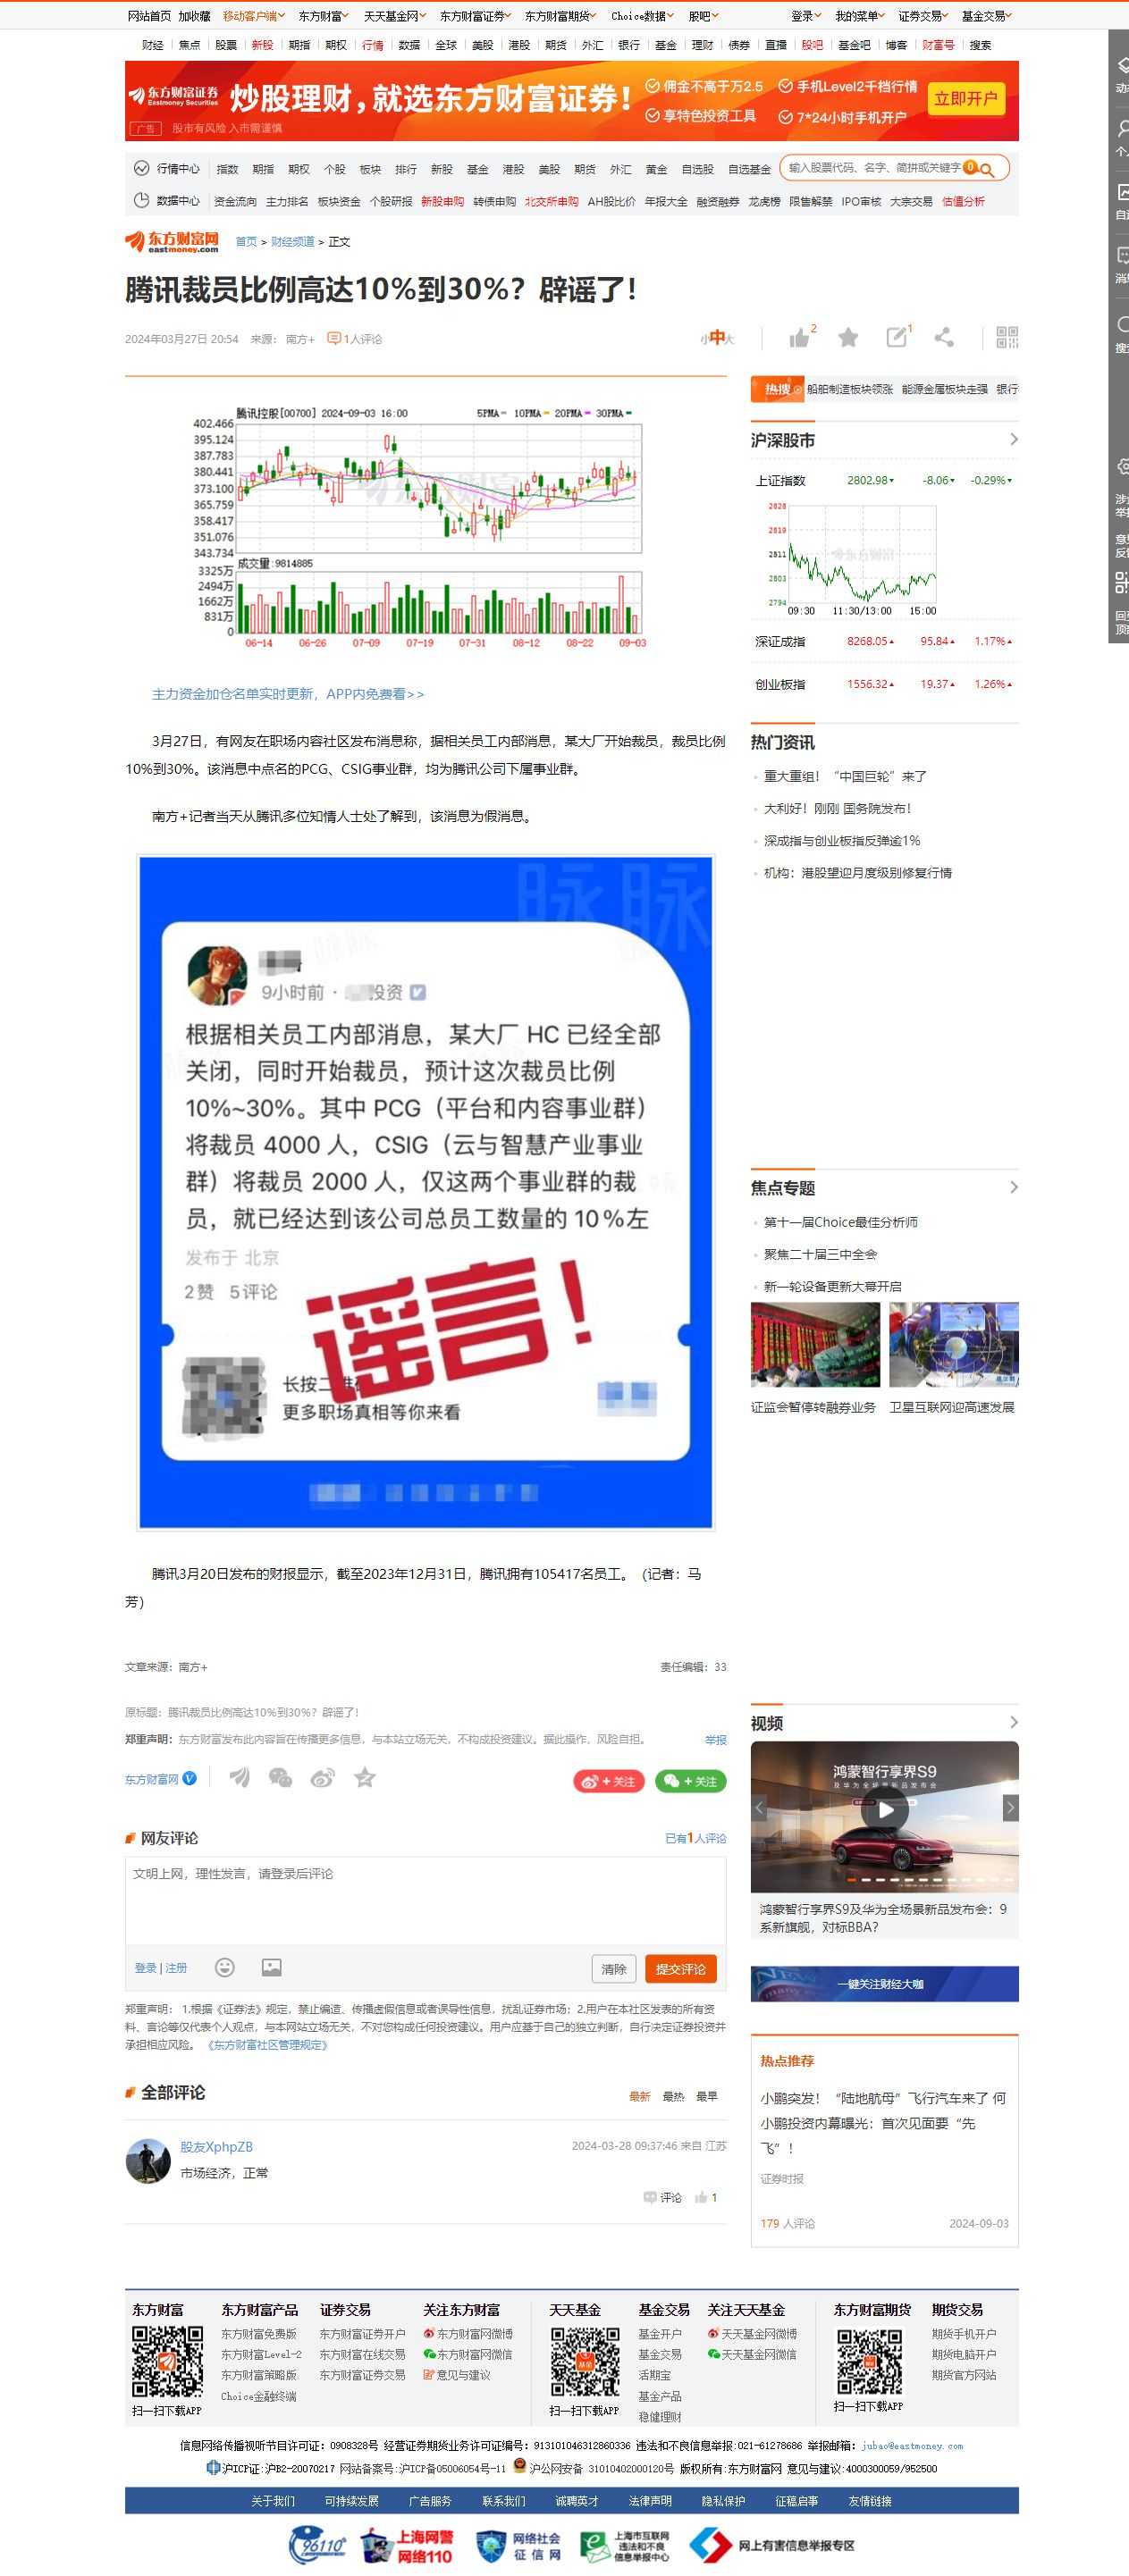 网站首页 加收藏 移动客户端 东方财富 天天基金网 东方财富证券 东方财富期货 Choice数据 股吧 登录 我的菜单 证券交易 基金交易
财经 焦点 股票 新股 期指 期权 行情 数据 全球 美股 港股 期货 外汇 银行 基金 理财 债券 直播 股吧 基金吧 博客 财富号 搜索
东方财富证券 Eastmoney Securities 炒股理财，就选东方财富证券！ 佣金不高于万2.5 手机Level2千档行情 立即开户
享特色投资工具 7*24小时手机开户
广告 股市有风险 入市需谨慎
行情中心 指数 期指 期权 个股 板块 排行 新股 基金 港股 美股 期货 外汇 黄金 自选股 自选基金 输入股票代码、名字、简拼或关键字 0
数据中心 资金流向 主力排名 板块资金 个股研报 新股申购 转债申购 北交所申购 AH股比价 年报大全 融资融券 龙虎榜 限售解禁 IPO审核 大宗交易 估值分析
东方财富网 eastmoney.com 首页 > 财经频道 > 正文
腾讯裁员比例高达10%到30%？辟谣了！
2024年03月27日 20:54 来源： 南方+ 1人评论 小 中 大 2 1
热搜 船舶制造板块领涨 能源金属板块走强 银行
腾讯控股[00700] 2024-09-03 16:00 5PMA 10PMA 20PMA 30PMA
402.466
395.124
387.783
380.441
373.100
365.759
358.417
351.076
343.734
成交量:9814885
3325万
2494万
1662万
831万
0
06-14 06-26 07-09 07-19 07-31 08-12 08-22 09-03
沪深股市
上证指数 2802.98 -8.06 -0.29%
2828
2819
2811
2803
2794
东方财富
09:30 11:30/13:00 15:00
深证成指 8268.05 95.84 1.17%
创业板指 1556.32 19.37 1.26%
主力资金加仓名单实时更新，APP内免费看>>
3月27日，有网友在职场内容社区发布消息称，据相关员工内部消息，某大厂开始裁员，裁员比例
10%到30%。该消息中点名的PCG、CSIG事业群，均为腾讯公司下属事业群。
南方+记者当天从腾讯多位知情人士处了解到，该消息为假消息。
热门资讯
重大重组！“中国巨轮”来了
大利好！刚刚 国务院发布！
深成指与创业板指反弹逾1%
机构：港股望迎月度级别修复行情
脉脉
9小时前 · 投资
根据相关员工内部消息，某大厂 HC 已经全部
关闭，同时开始裁员，预计这次裁员比例
10%~30%。其中 PCG（平台和内容事业群）
将裁员 4000 人，CSIG（云与智慧产业事业
群）将裁员 2000 人，仅这两个事业群的裁
员，就已经达到该公司总员工数量的 10%左
发布于 北京
2赞 5评论
谣言！
长按二维码
更多职场真相等你来看
焦点专题
第十一届Choice最佳分析师
聚焦二十届三中全会
新一轮设备更新大幕开启
证监会暂停转融券业务 卫星互联网迎高速发展
腾讯3月20日发布的财报显示，截至2023年12月31日，腾讯拥有105417名员工。（记者：马
芳）
文章来源：南方+ 责任编辑：33
原标题：腾讯裁员比例高达10%到30%？辟谣了！
郑重声明：东方财富发布此内容旨在传播更多信息，与本站立场无关，不构成投资建议。据此操作，风险自担。 举报
东方财富网 + 关注 + 关注
视频
鸿蒙智行享界S9
及华为全场景新品发布会
鸿蒙智行享界S9及华为全场景新品发布会：9
系新旗舰，对标BBA？
网友评论 已有1人评论
文明上网，理性发言，请登录后评论
登录 | 注册 清除 提交评论
一键关注财经大咖
郑重声明： 1.根据《证券法》规定，禁止编造、传播虚假信息或者误导性信息，扰乱证券市场；2.用户在本社区发表的所有资
料、言论等仅代表个人观点，与本网站立场无关，不对您构成任何投资建议。用户应基于自己的独立判断，自行决定证券投资并
承担相应风险。《东方财富社区管理规定》
全部评论 最新 最热 最早
股友XphpZB 2024-03-28 09:37:46 来自 江苏
市场经济，正常
评论 1
热点推荐
小鹏突发！“陆地航母”飞行汽车来了 何
小鹏投资内幕曝光：首次见面要“先
飞”！
证券时报
179 人评论 2024-09-03
东方财富 东方财富产品 证券交易 关注东方财富 天天基金 基金交易 关注天天基金 东方财富期货 期货交易
东方财富免费版 东方财富证券开户 东方财富网微博 基金开户 天天基金网微博 期货手机开户
东方财富Level-2 东方财富在线交易 东方财富网微信 基金交易 天天基金网微信 期货电脑开户
东方财富策略版 东方财富证券交易 意见与建议 活期宝 期货官方网站
Choice金融终端 基金产品
扫一扫下载APP 扫一扫下载APP 稳健理财 扫一扫下载APP
信息网络传播视听节目许可证：0908328号 经营证券期货业务许可证编号：913101046312860336 违法和不良信息举报:021-61278686 举报邮箱：jubao@eastmoney.com
沪ICP证:沪B2-20070217 网站备案号:沪ICP备05006054号-11 沪公网安备 31010402000120号 版权所有:东方财富网 意见与建议:4000300059/952500
关于我们 可持续发展 广告服务 联系我们 诚聘英才 法律声明 隐私保护 征稿启事 友情链接
96110 上海网警 网络110 网络社会 征信网 上海市互联网 违法和不良 信息举报中心 网上有害信息举报专区